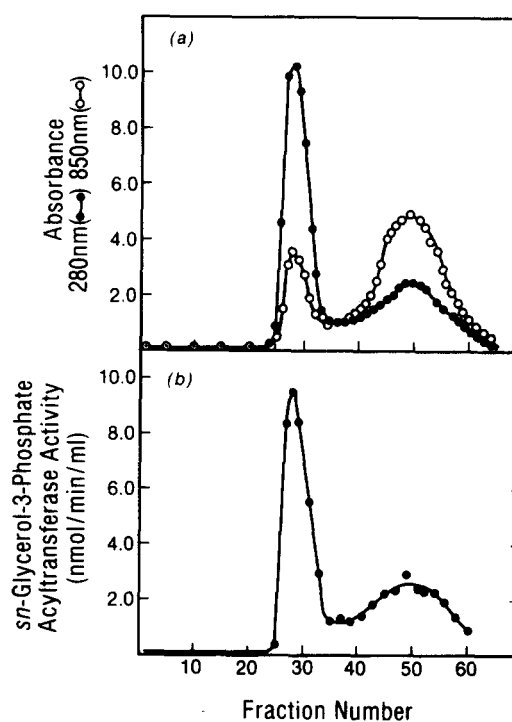 (a)
10.0
8.0
6.0
4.0
2.0
Absorbance
280nm(●-●) 850nm(o-o)
(b)
10.0
8.0
6.0
4.0
2.0
sn-Glycerol-3-Phosphate
Acyltransferase Activity
(nmol/min/ml)
10 20 30 40 50 60
Fraction Number